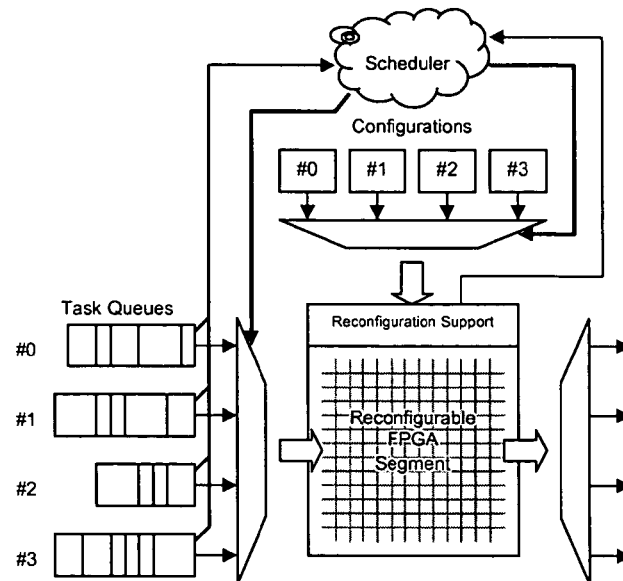 Scheduler
Configurations
#0 #1 #2 #3
Task Queues
Reconfiguration Support
#0
#1
#2
#3
Reconfigurable
FPGA
Segment